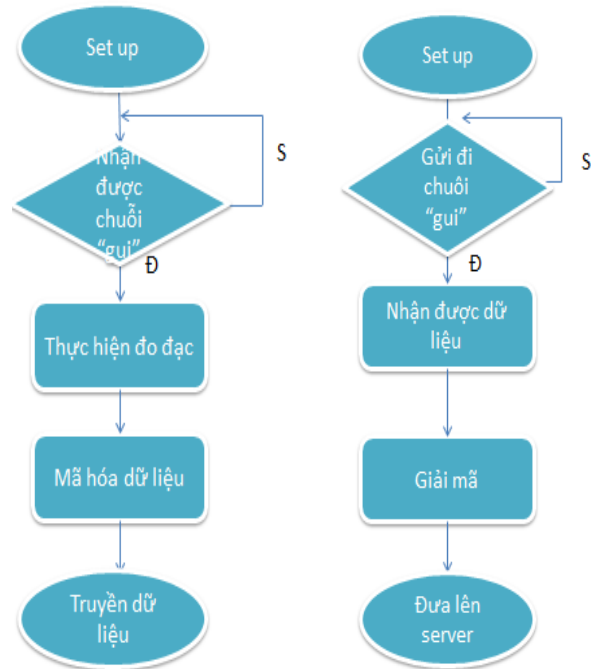 Set up
Nhận
được
chuỗi
“gui”
S
Đ
Thực hiện đo đạc
Mã hóa dữ liệu
Truyền dữ
liệu
Set up
Gửi đi
chuôi
“gui”
S
Đ
Nhận được dữ
liệu
Giải mã
Đưa lên
server